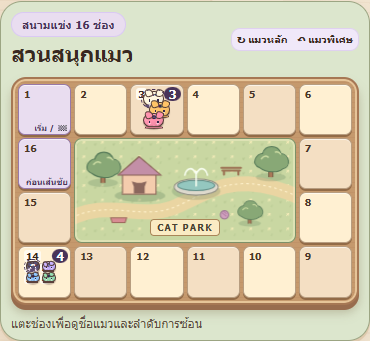 สนามแข่ง 16 ช่อง
สวนสนุกแมว
↻ แมวหลัก ↶ แมวพิเศษ
1 2 3 3 4 5 6
เริ่ม /
16 7
ก่อนเส้นชัย
15 8
CAT PARK
14 4 13 12 11 10 9
แตะช่องเพื่อดูชื่อแมวและลำดับการซ้อน